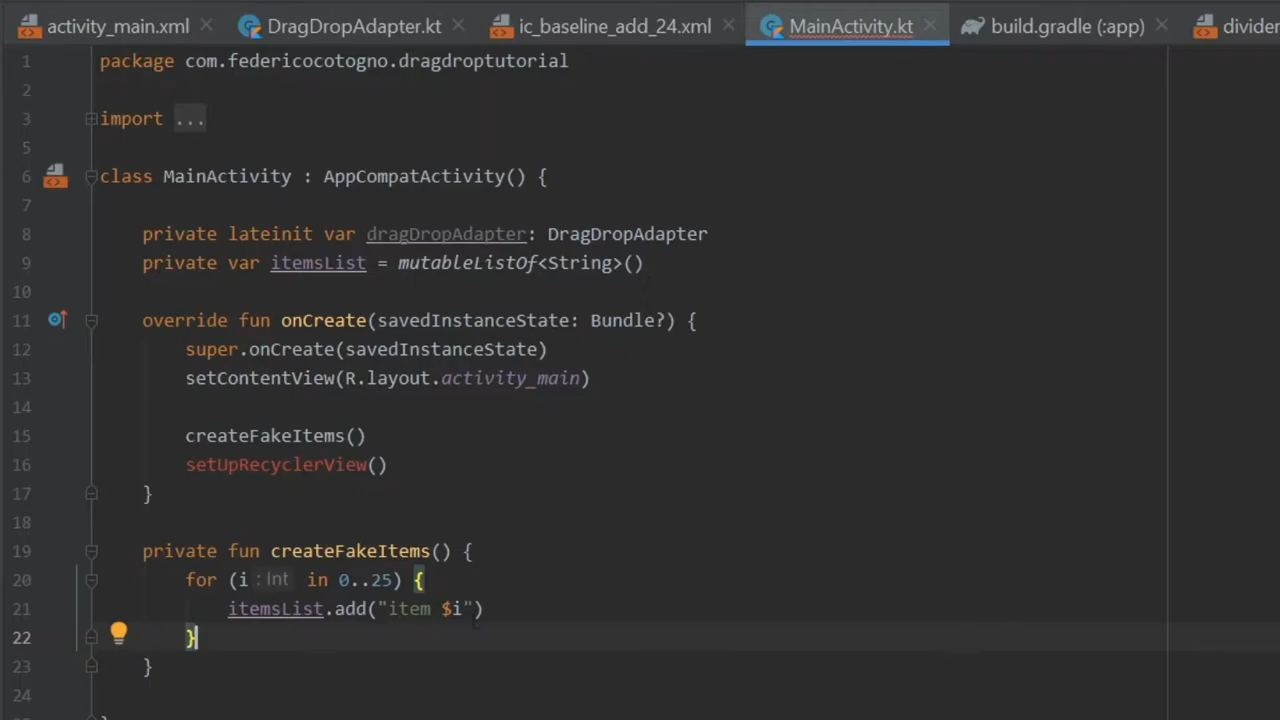 activity_main.xml DragDropAdapter.kt ic_baseline_add_24.xml MainActivity.kt build.gradle (:app) divider
1 package com.federicocotogno.dragdroptutorial
2
3 import ...
5
6 class MainActivity : AppCompatActivity() {
7
8 private lateinit var dragDropAdapter: DragDropAdapter
9 private var itemsList = mutableListOf<String>()
10
11 override fun onCreate(savedInstanceState: Bundle?) {
12 super.onCreate(savedInstanceState)
13 setContentView(R.layout.activity_main)
14
15 createFakeItems()
16 setUpRecyclerView()
17 }
18
19 private fun createFakeItems() {
20 for (i : Int in 0..25) {
21 itemsList.add("item $i")
22 }
23 }
24